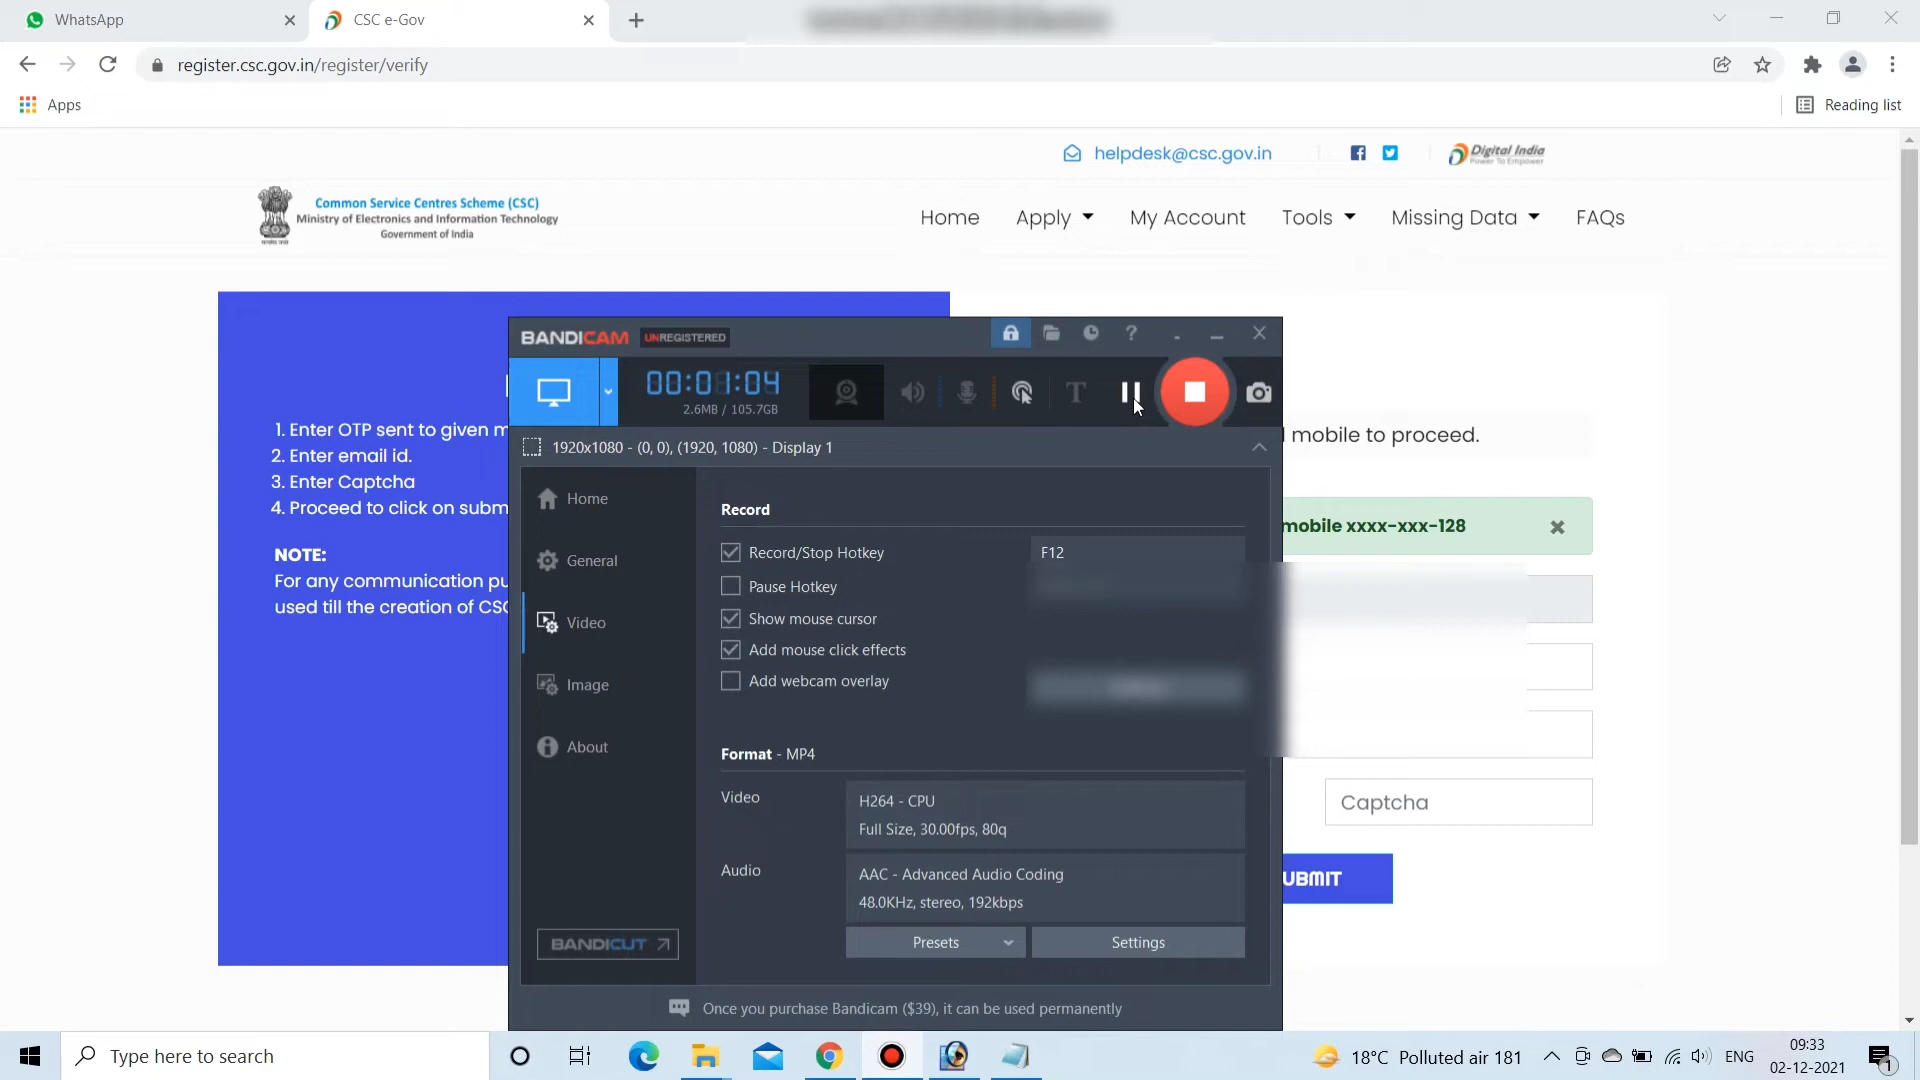 WhatsApp
CSC e-Gov
register.csc.gov.in/register/verify
Apps
Reading list
helpdesk@csc.gov.in
Digital India
Power To Empower
Common Service Centres Scheme (CSC)
Ministry of Electronics and Information Technology
Government of India
Home
Apply
My Account
Tools
Missing Data
FAQs
1. Enter OTP sent to given m
2. Enter email id.
3. Enter Captcha
4. Proceed to click on subm
NOTE:
For any communication pu
used till the creation of CSC
BANDICAM UNREGISTERED
00:01:04
2.6MB / 105.7GB
1920x1080 - (0, 0), (1920, 1080) - Display 1
Home
General
Video
Image
About
BANDICUT
Record
Record/Stop Hotkey
F12
Pause Hotkey
Show mouse cursor
Add mouse click effects
Add webcam overlay
Format - MP4
Video
H264 - CPU
Full Size, 30.00fps, 80q
Audio
AAC - Advanced Audio Coding
48.0KHz, stereo, 192kbps
Presets
Settings
Once you purchase Bandicam ($39), it can be used permanently
mobile to proceed.
mobile xxxx-xxx-128
Captcha
UBMIT
Type here to search
18°C Polluted air 181
ENG
09:33
02-12-2021
1